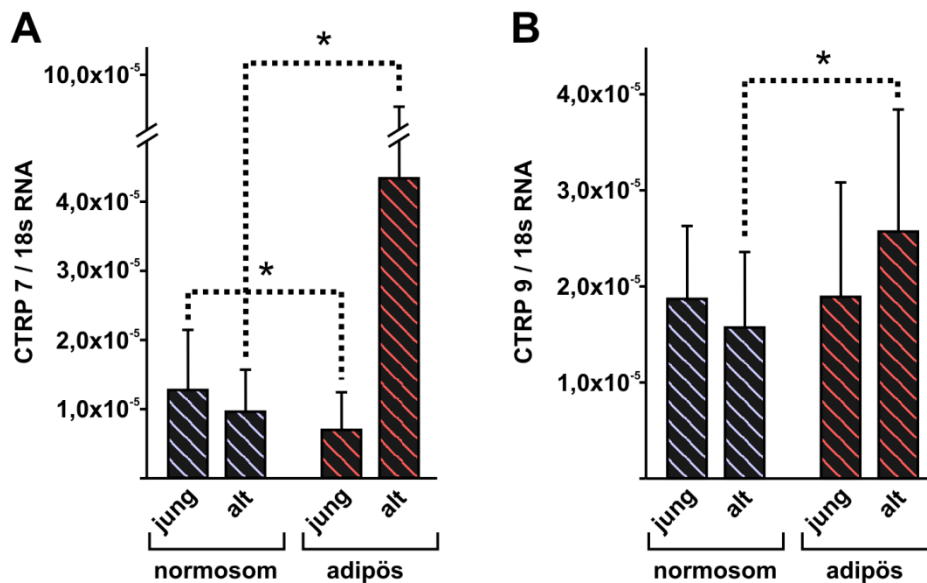 A
CTRP 7 / 18s RNA
10,0x10⁻⁵
4,0x10⁻⁵
3,0x10⁻⁵
2,0x10⁻⁵
1,0x10⁻⁵
*
*
jung
alt
jung
alt
normosom
adipös
B
CTRP 9 / 18s RNA
4,0x10⁻⁵
3,0x10⁻⁵
2,0x10⁻⁵
1,0x10⁻⁵
*
jung
alt
jung
alt
normosom
adipös